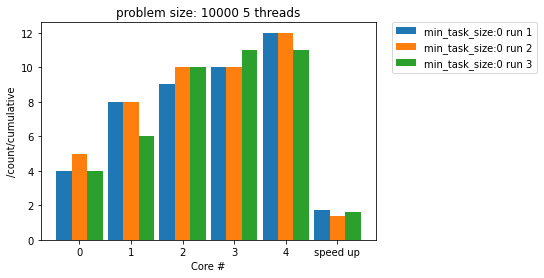 problem size: 10000 5 threads
min_task_size:0 run 1
min_task_size:0 run 2
min_task_size:0 run 3
/count/cumulative
12
10
8
6
4
2
0
0 1 2 3 4 speed up
Core #